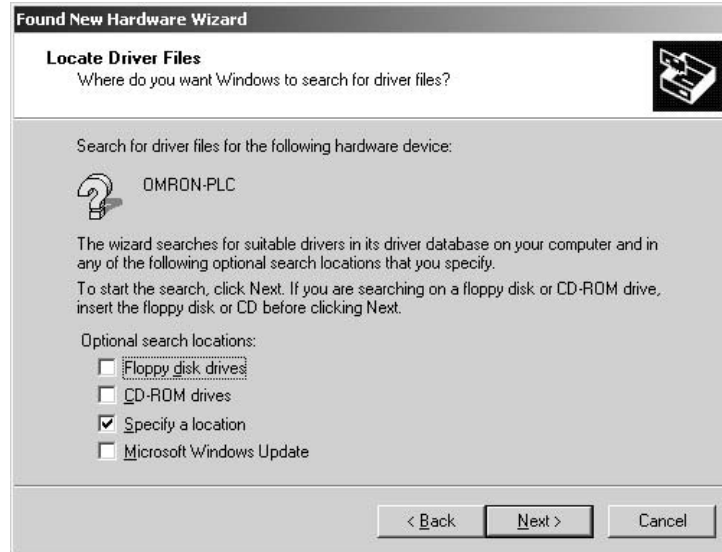 Found New Hardware Wizard
Locate Driver Files
Where do you want Windows to search for driver files?
Search for driver files for the following hardware device:
OMRON-PLC
The wizard searches for suitable drivers in its driver database on your computer and in
any of the following optional search locations that you specify.
To start the search, click Next. If you are searching on a floppy disk or CD-ROM drive,
insert the floppy disk or CD before clicking Next.
Optional search locations:
Floppy disk drives
CD-ROM drives
Specify a location
Microsoft Windows Update
< Back Next > Cancel